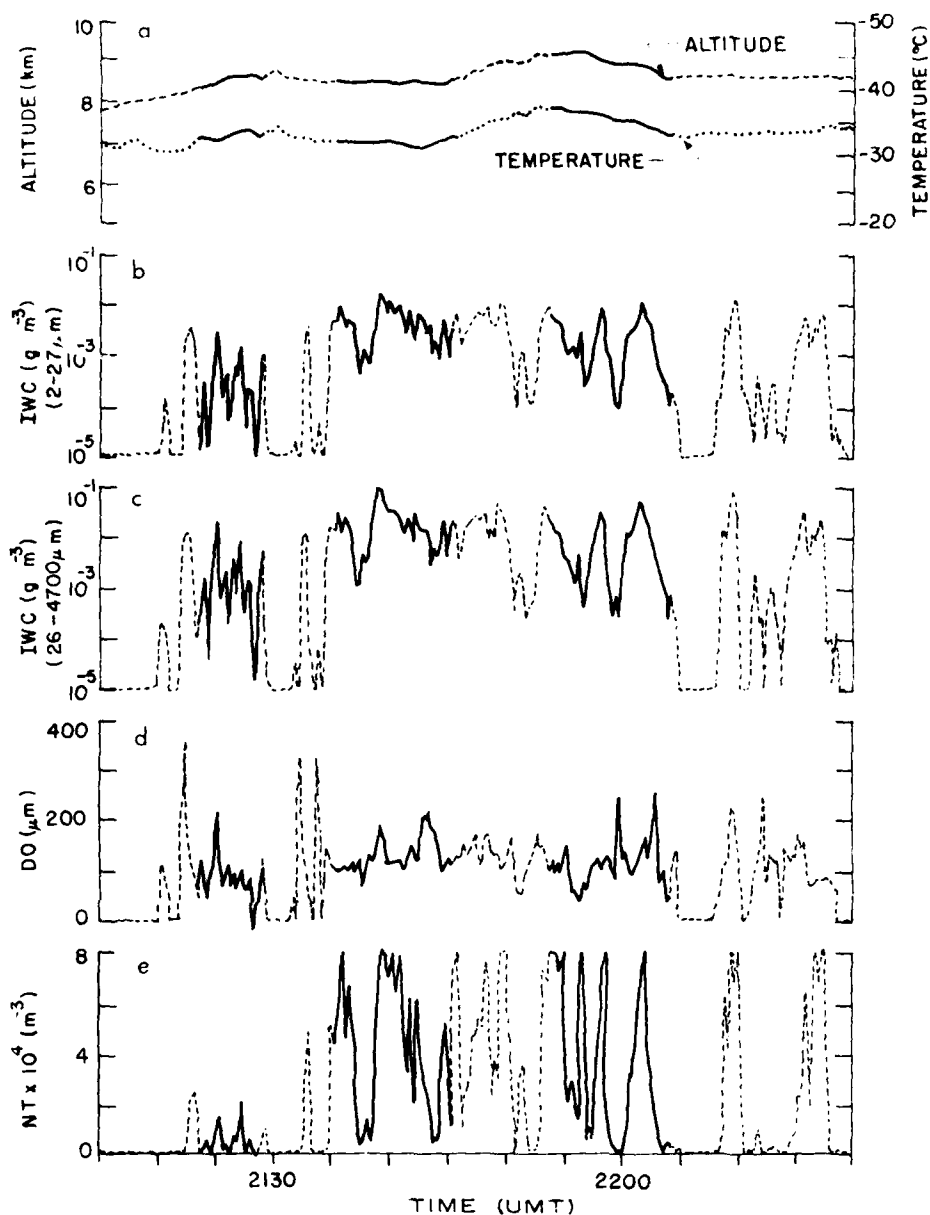 a
10
8
6
ALTITUDE (km)
ALTITUDE
TEMPERATURE
-50
-40
-30
-20
TEMPERATURE (°C)
b
10⁻¹
10⁻³
10⁻⁵
IWC (g m⁻³)
(2-27μm)
c
10⁻¹
10⁻³
10⁻⁵
IWC (g m⁻³)
(26-4700μm)
d
400
200
0
DO (μm)
e
8
4
0
NT x 10⁴ (m⁻³)
2130
2200
TIME (UMT)